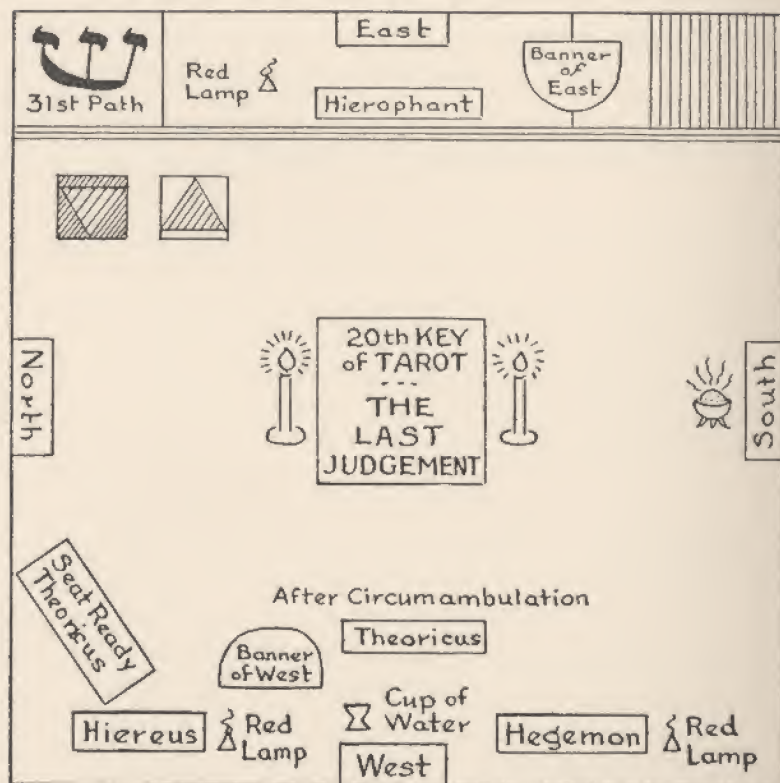 East
Red
Lamp
Hierophant
Banner
of
East
ש
31st Path
North
20th KEY
of TAROT
---
THE
LAST
JUDGEMENT
South
Seat Ready
Theoricus
After Circumambulation
Theoricus
Banner
of West
Cup of
Water
Hiereus
Red
Lamp
West
Hegemon
Red
Lamp